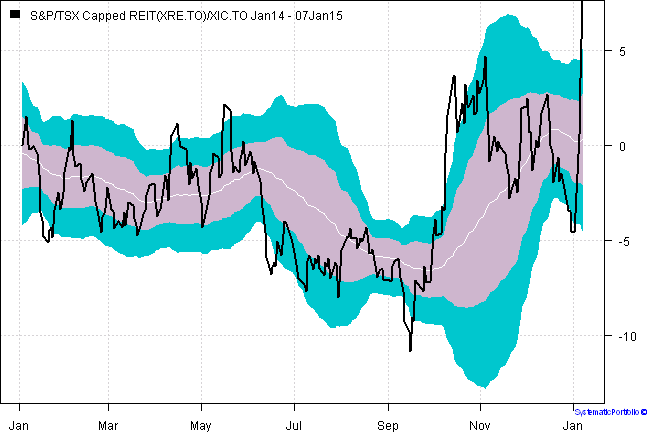 S&P/TSX Capped REIT(XRE.TO)/XIC.TO Jan14 - 07Jan15
5
0
-5
-10
SystematicPortfolio ©
Jan Mar May Jul Sep Nov Jan